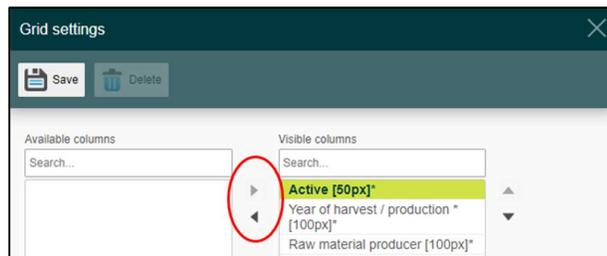 Grid settings
Save Delete
Available columns Visible columns
Search... Search...
Active [50px]*
Year of harvest / production *
[100px]*
Raw material producer [100px]*